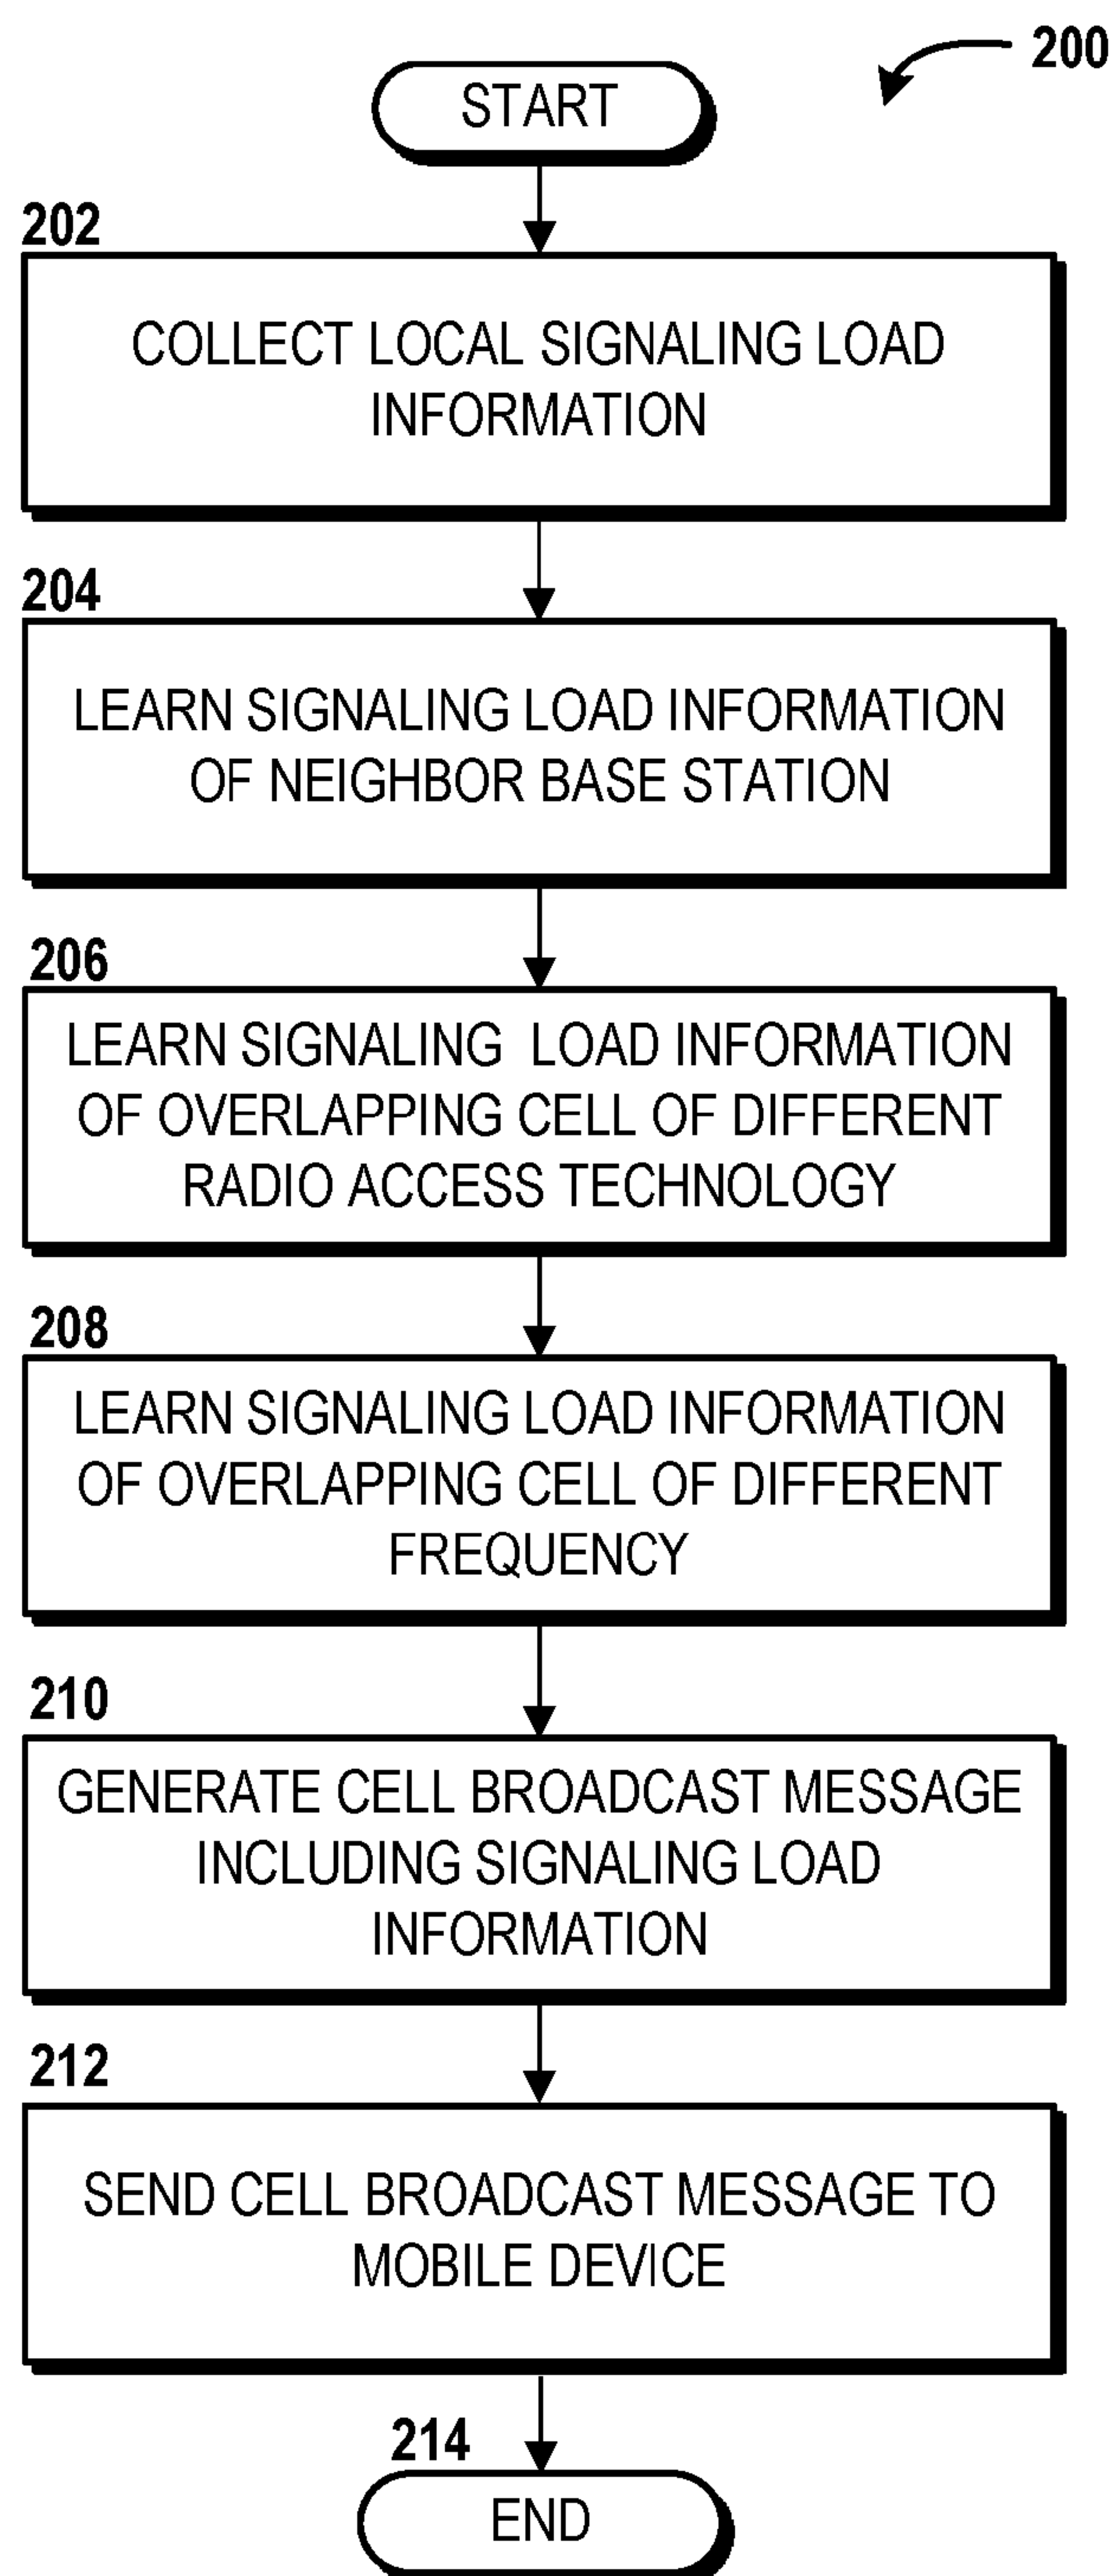 200
START
202
COLLECT LOCAL SIGNALING LOAD
INFORMATION
204
LEARN SIGNALING LOAD INFORMATION
OF NEIGHBOR BASE STATION
206
LEARN SIGNALING LOAD INFORMATION
OF OVERLAPPING CELL OF DIFFERENT
RADIO ACCESS TECHNOLOGY
208
LEARN SIGNALING LOAD INFORMATION
OF OVERLAPPING CELL OF DIFFERENT
FREQUENCY
210
GENERATE CELL BROADCAST MESSAGE
INCLUDING SIGNALING LOAD
INFORMATION
212
SEND CELL BROADCAST MESSAGE TO
MOBILE DEVICE
214
END